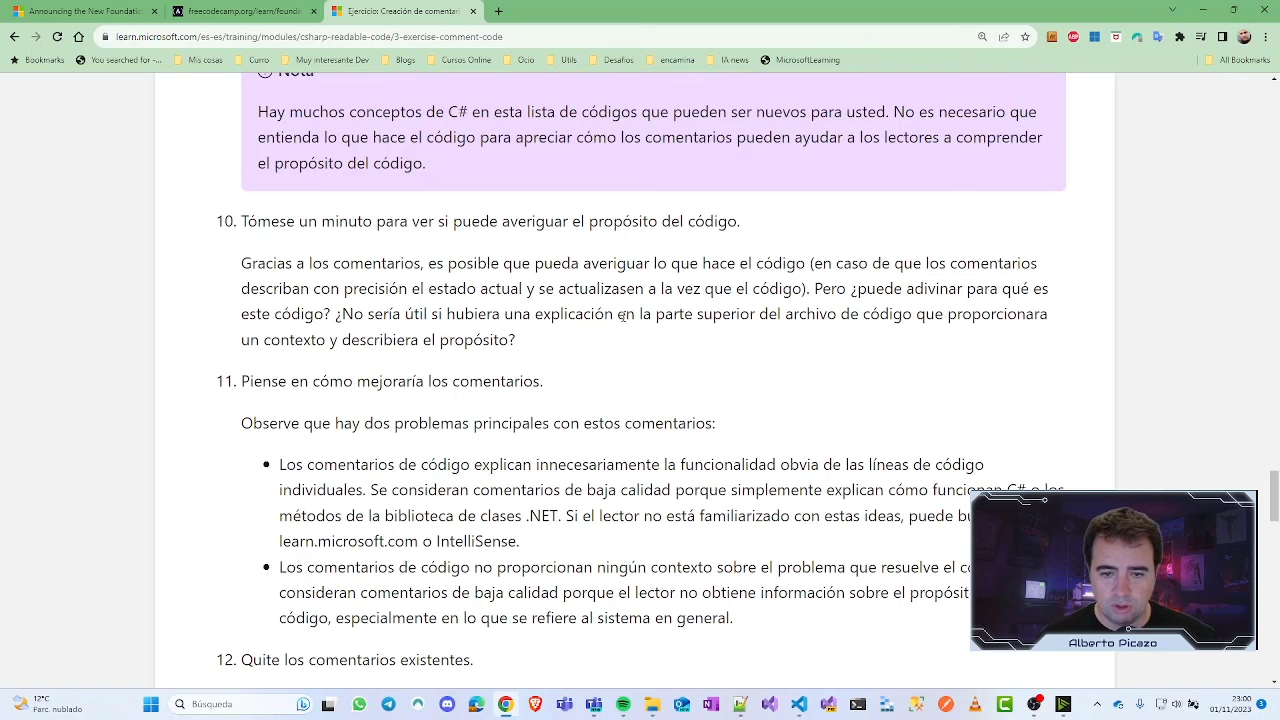 Announcing the New Foundatic
freecodecamp.org/learn/founda
Ejercicio: Creación de comentari
learn.microsoft.com/es-es/training/modules/csharp-readable-code/3-exercise-comment-code
Bookmarks
You searched for -...
Mis cosas
Curro
Muy interesante Dev
Blogs
Cursos Online
Ocio
Utils
Desafios
encamina
IA news
MicrosoftLearning
All Bookmarks
Nota
Hay muchos conceptos de C# en esta lista de códigos que pueden ser nuevos para usted. No es necesario que
entienda lo que hace el código para apreciar cómo los comentarios pueden ayudar a los lectores a comprender
el propósito del código.
10. Tómese un minuto para ver si puede averiguar el propósito del código.
Gracias a los comentarios, es posible que pueda averiguar lo que hace el código (en caso de que los comentarios
describan con precisión el estado actual y se actualizasen a la vez que el código). Pero ¿puede adivinar para qué es
este código? ¿No sería útil si hubiera una explicación en la parte superior del archivo de código que proporcionara
un contexto y describiera el propósito?
11. Piense en cómo mejoraría los comentarios.
Observe que hay dos problemas principales con estos comentarios:
Los comentarios de código explican innecesariamente la funcionalidad obvia de las líneas de código
individuales. Se consideran comentarios de baja calidad porque simplemente explican cómo funcionan C# o los
métodos de la biblioteca de clases .NET. Si el lector no está familiarizado con estas ideas, puede bu
learn.microsoft.com o IntelliSense.
Los comentarios de código no proporcionan ningún contexto sobre el problema que resuelve el có
consideran comentarios de baja calidad porque el lector no obtiene información sobre el propósit
código, especialmente en lo que se refiere al sistema en general.
12. Quite los comentarios existentes.
Alberto Picazo
12°C
Parc. nublado
Búsqueda
23:00
01/11/2023